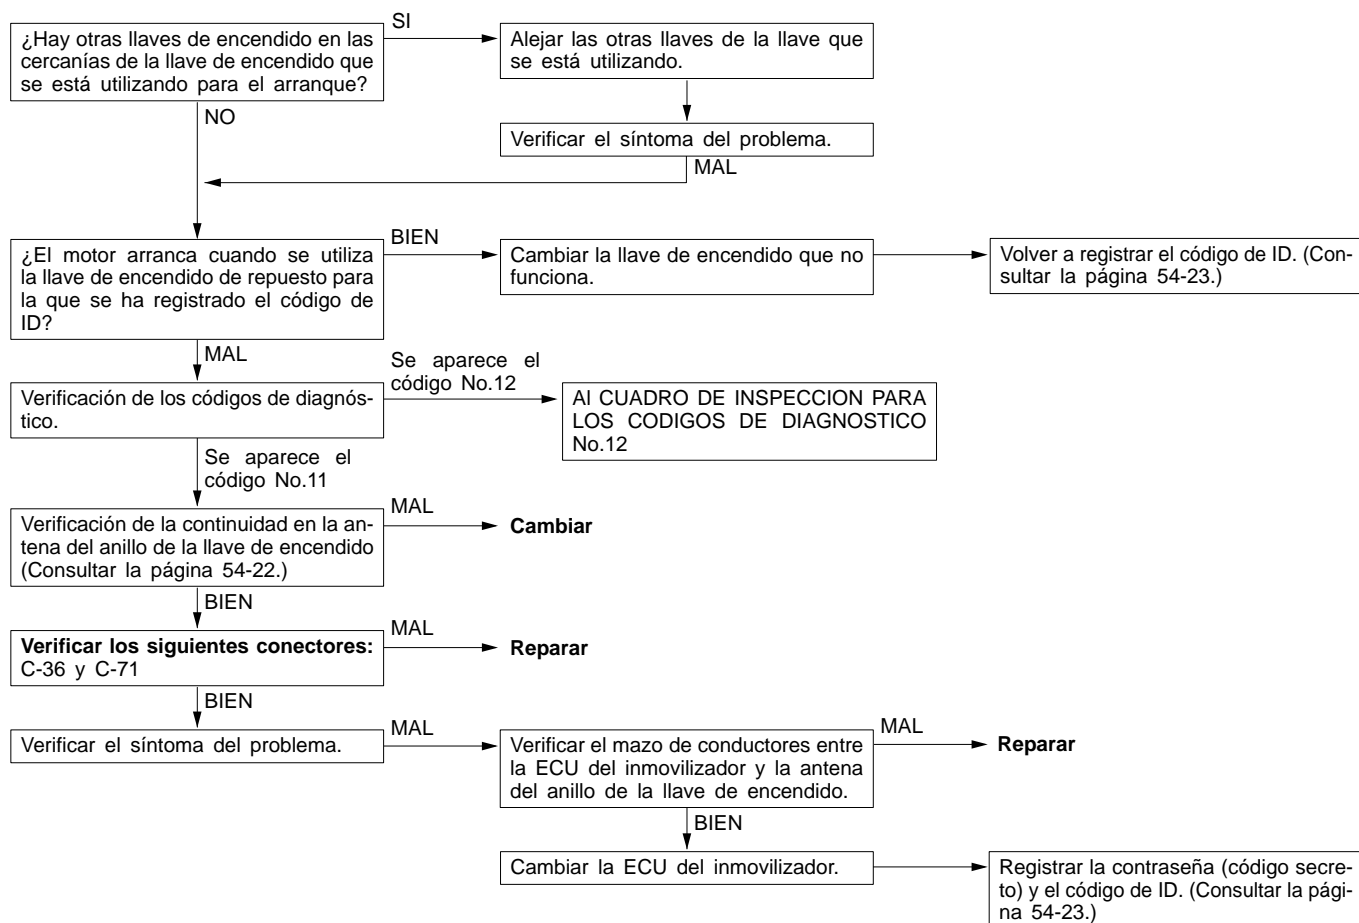 ¿Hay otras llaves de encendido en las
cercanías de la llave de encendido que
se está utilizando para el arranque?
SI
Alejar las otras llaves de la llave que
se está utilizando.
NO
Verificar el síntoma del problema.
MAL
¿El motor arranca cuando se utiliza
la llave de encendido de repuesto para
la que se ha registrado el código de
ID?
BIEN
Cambiar la llave de encendido que no
funciona.
Volver a registrar el código de ID. (Con-
sultar la página 54-23.)
MAL
Verificación de los códigos de diagnós-
tico.
Se aparece el
código No.12
Al CUADRO DE INSPECCION PARA
LOS CODIGOS DE DIAGNOSTICO
No.12
Se aparece el
código No.11
Verificación de la continuidad en la an-
tena del anillo de la llave de encendido
(Consultar la página 54-22.)
MAL
Cambiar
BIEN
Verificar los siguientes conectores:
C-36 y C-71
MAL
Reparar
BIEN
Verificar el síntoma del problema.
MAL
Verificar el mazo de conductores entre
la ECU del inmovilizador y la antena
del anillo de la llave de encendido.
MAL
Reparar
BIEN
Cambiar la ECU del inmovilizador.
Registrar la contraseña (código secre-
to) y el código de ID. (Consultar la pági-
na 54-23.)